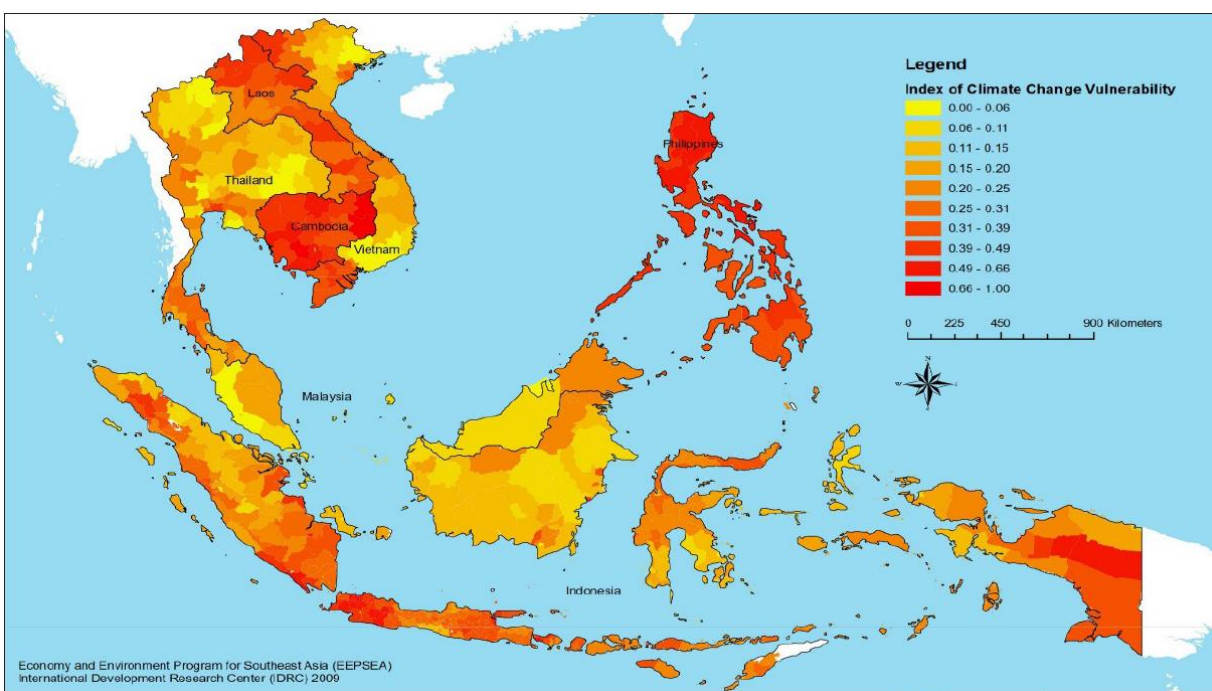 Legend
Index of Climate Change Vulnerability
0.00 - 0.06
0.06 - 0.11
0.11 - 0.15
0.15 - 0.20
0.20 - 0.25
0.25 - 0.31
0.31 - 0.39
0.39 - 0.49
0.49 - 0.66
0.66 - 1.00
0 225 450 900 Kilometers
N
W
S
Laos
Philippines
Thailand
Cambodia
Vietnam
Malaysia
Indonesia
Economy and Environment Program for Southeast Asia (EEPSEA)
International Development Research Center (IDRC) 2009